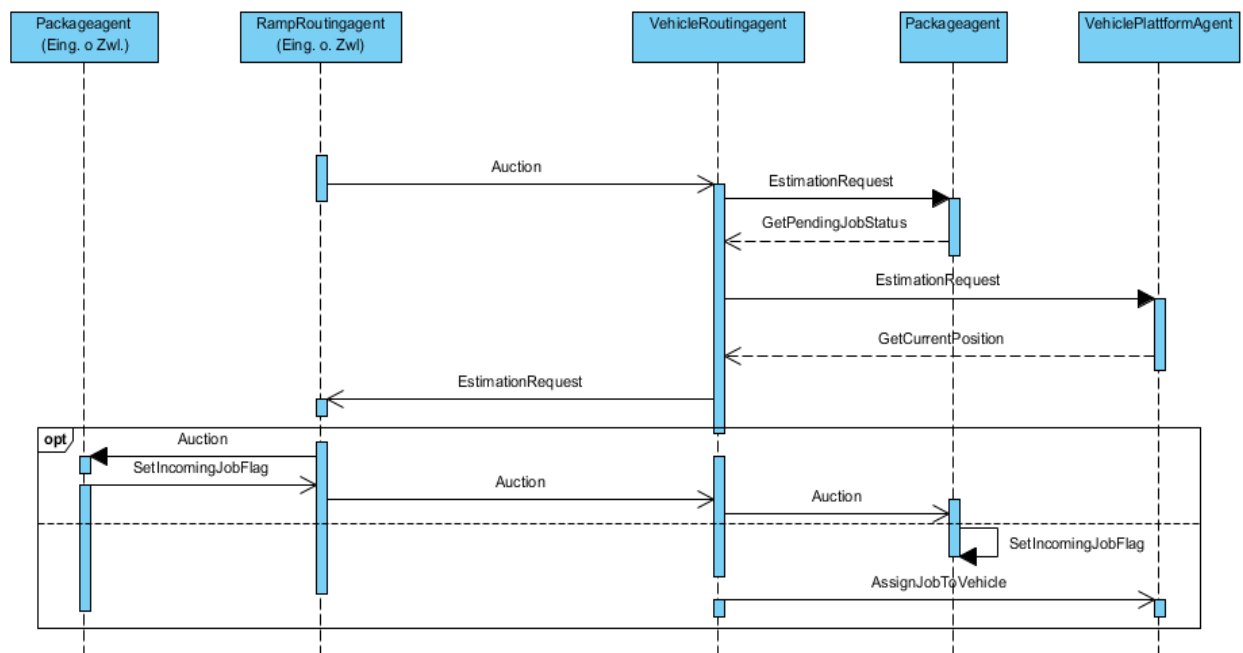 Packageagent
(Eing. o Zwl.)
RampRoutingagent
(Eing. o. Zwl)
VehicleRoutingagent
Packageagent
VehiclePlattformAgent
Auction
EstimationRequest
GetPendingJobStatus
EstimationRequest
GetCurrentPosition
EstimationRequest
opt
Auction
SetIncomingJobFlag
Auction
Auction
SetIncomingJobFlag
AssignJobToVehicle